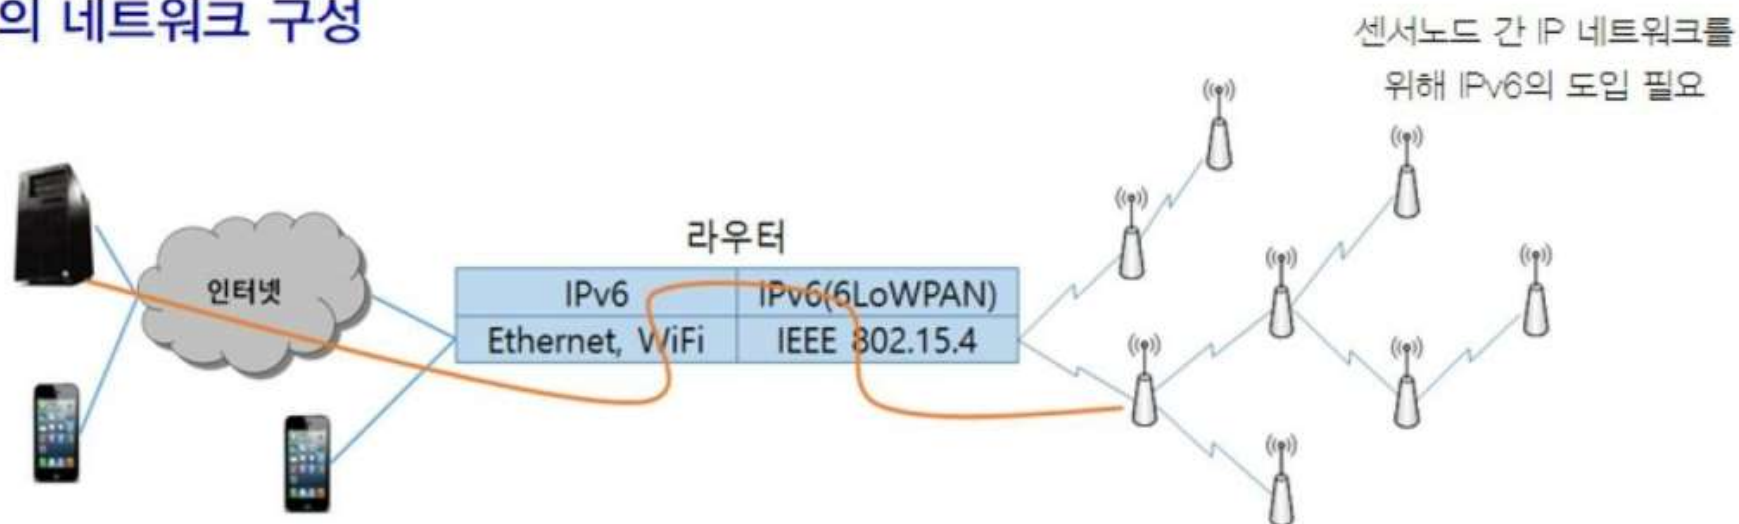 의 네트워크 구성
센서노드 간 IP 네트워크를
위해 IPv6의 도입 필요
라우터
인터넷
IPv6 IPv6(6LoWPAN)
Ethernet, WiFi IEEE 802.15.4